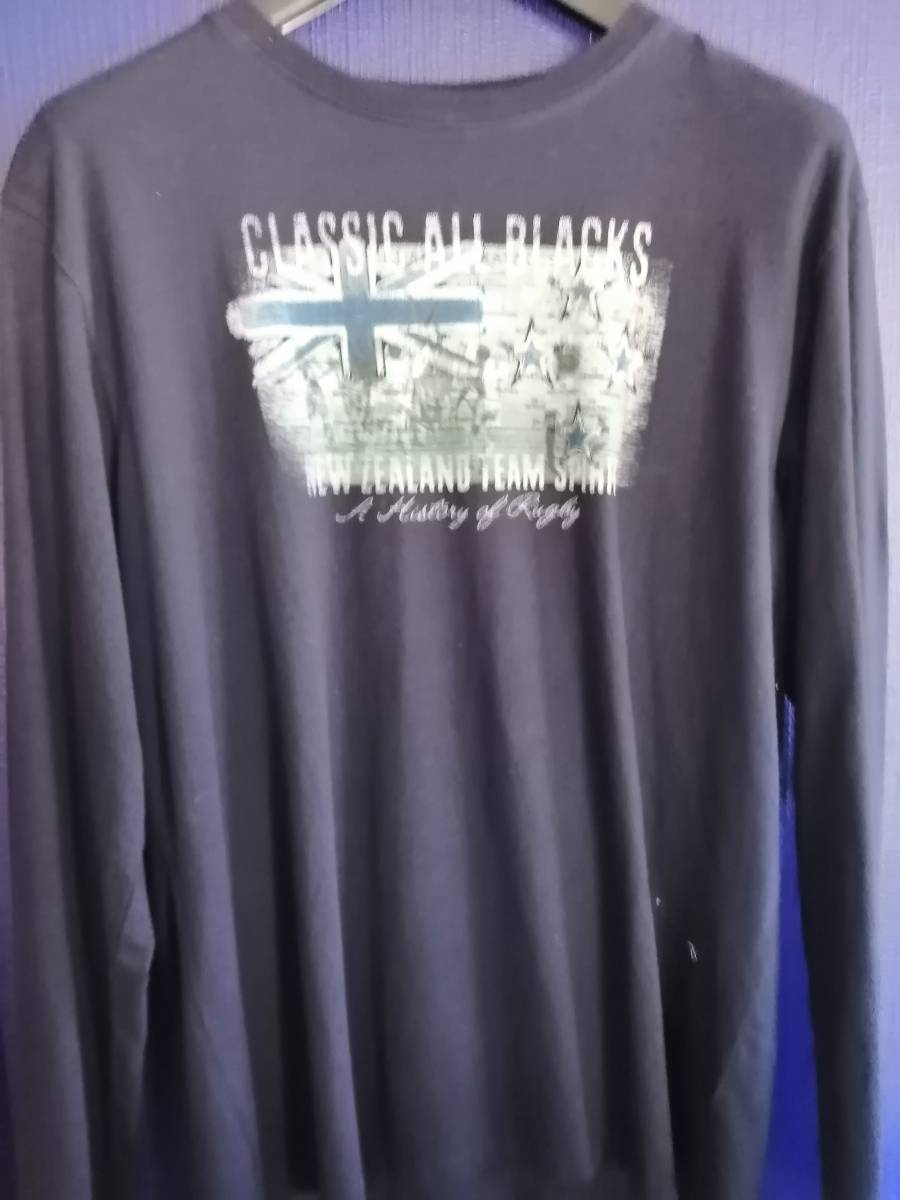 CLASSIC ALL BLACKS
NEW ZEALAND TEAM SPIRIT
A History of Rugby